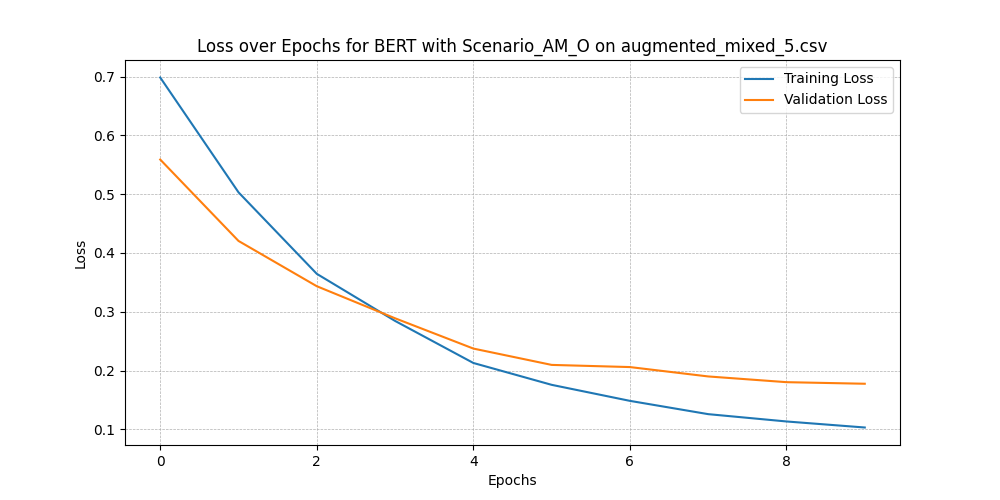 Loss over Epochs for BERT with Scenario_AM_O on augmented_mixed_5.csv
Training Loss
Validation Loss
0.7
0.6
0.5
0.4
0.3
0.2
0.1
Loss
0 2 4 6 8
Epochs